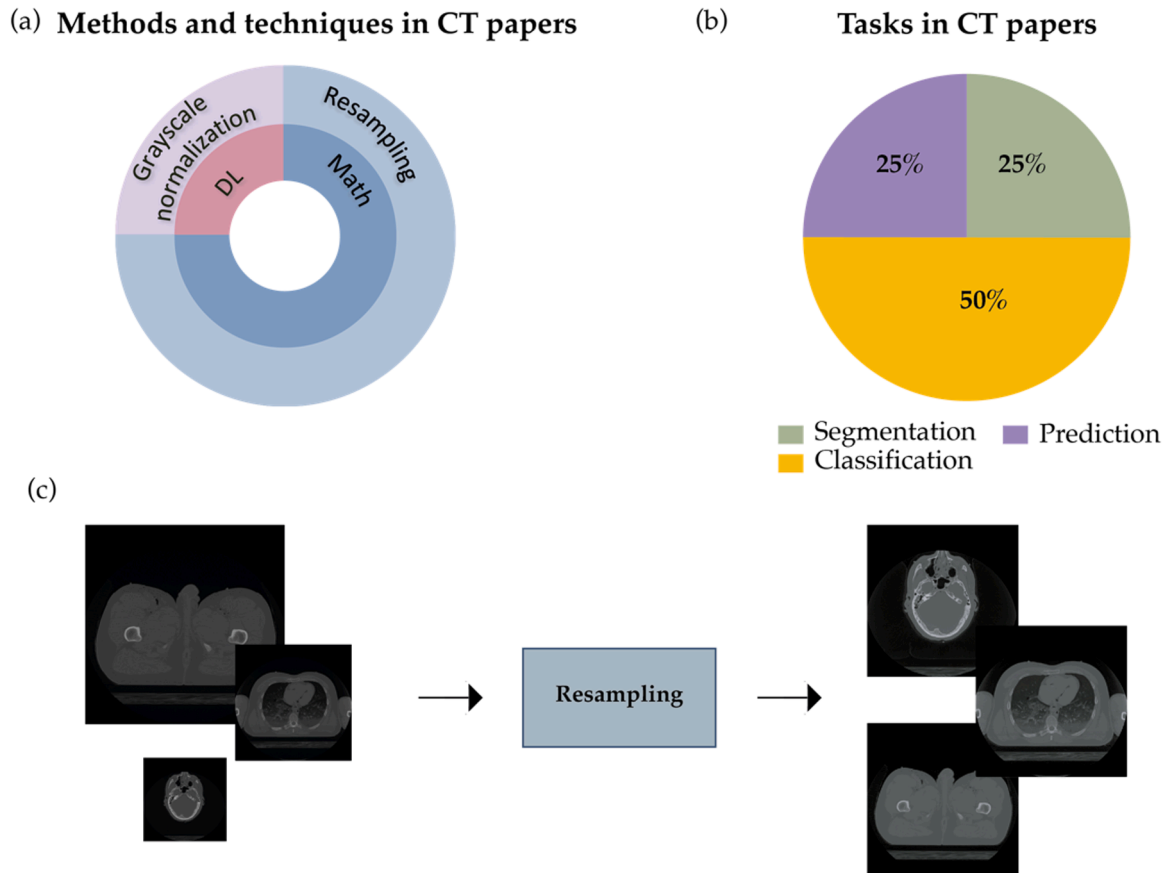 (a) Methods and techniques in CT papers
Grayscale
normalization
Resampling
DL
Math
(b) Tasks in CT papers
25%
25%
50%
Segmentation
Prediction
Classification
(c)
Resampling